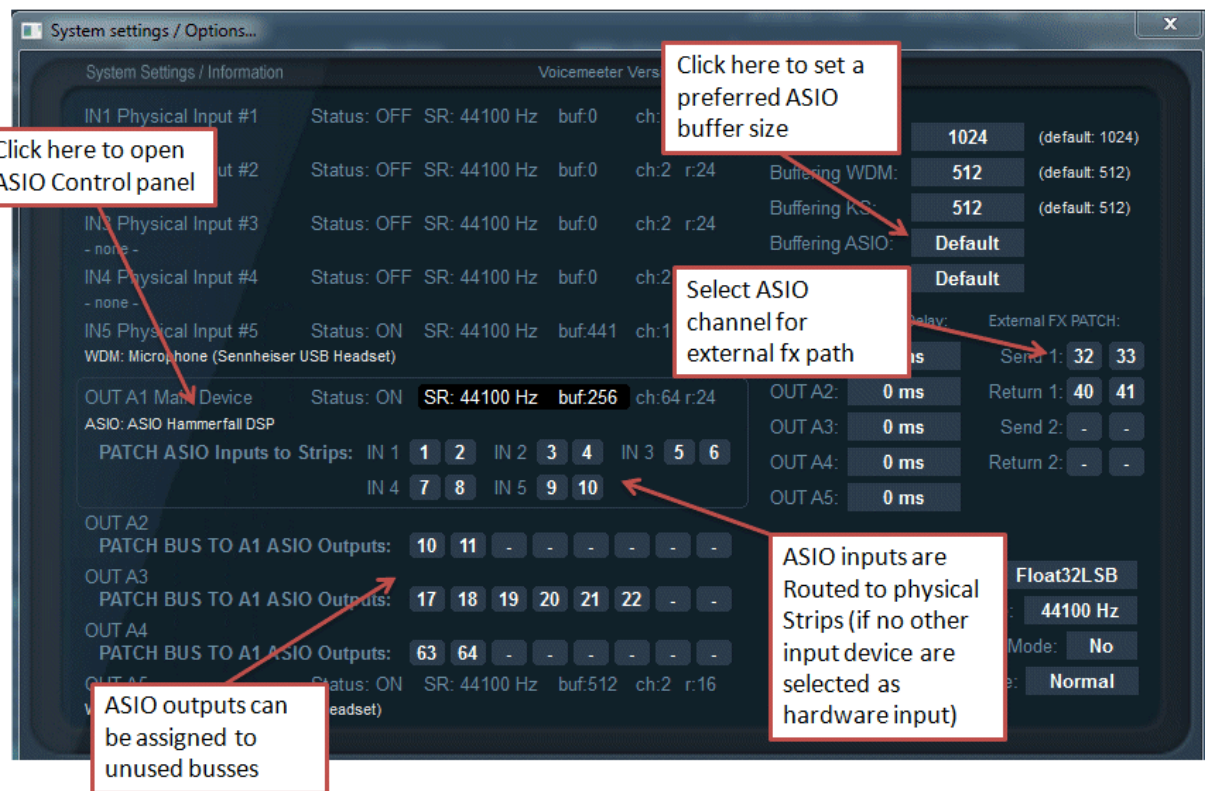 System settings / Options...
x
System Settings / Information
Voicemeeter Vers
Click here to set a
preferred ASIO
buffer size
IN1 Physical Input #1 Status: OFF SR: 44100 Hz buf:0 ch:
1024 (default: 1024)
Click here to open
ASIO Control panel
ut #2 Status: OFF SR: 44100 Hz buf:0 ch:2 r:24
Buffering WDM: 512 (default: 512)
IN3 Physical Input #3 Status: OFF SR: 44100 Hz buf:0 ch:2 r:24
- none -
Buffering KS: 512 (default: 512)
Buffering ASIO: Default
IN4 Physical Input #4 Status: OFF SR: 44100 Hz buf:0 ch:2
- none -
Default
Select ASIO
channel for
external fx path
IN5 Physical Input #5 Status: ON SR: 44100 Hz buf:441 ch:1
WDM: Microphone (Sennheiser USB Headset)
Delay: External FX PATCH:
ms Send 1: 32 33
OUT A1 Main Device Status: ON SR: 44100 Hz buf:256 ch:64 r:24
ASIO: ASIO Hammerfall DSP
OUT A2: 0 ms Return 1: 40 41
PATCH ASIO Inputs to Strips: IN 1 1 2 IN 2 3 4 IN 3 5 6
OUT A3: 0 ms Send 2: - -
OUT A4: 0 ms Return 2: - -
IN 4 7 8 IN 5 9 10
OUT A5: 0 ms
OUT A2
PATCH BUS TO A1 ASIO Outputs: 10 11 - - - - - -
OUT A3
PATCH BUS TO A1 ASIO Outputs: 17 18 19 20 21 22 - -
OUT A4
PATCH BUS TO A1 ASIO Outputs: 63 64 - - - - - -
Status: ON SR: 44100 Hz buf:512 ch:2 r:16
eadset)
ASIO inputs are
Routed to physical
Strips (if no other
input device are
selected as
hardware input)
Float32LSB
: 44100 Hz
Mode: No
e: Normal
ASIO outputs can
be assigned to
unused busses